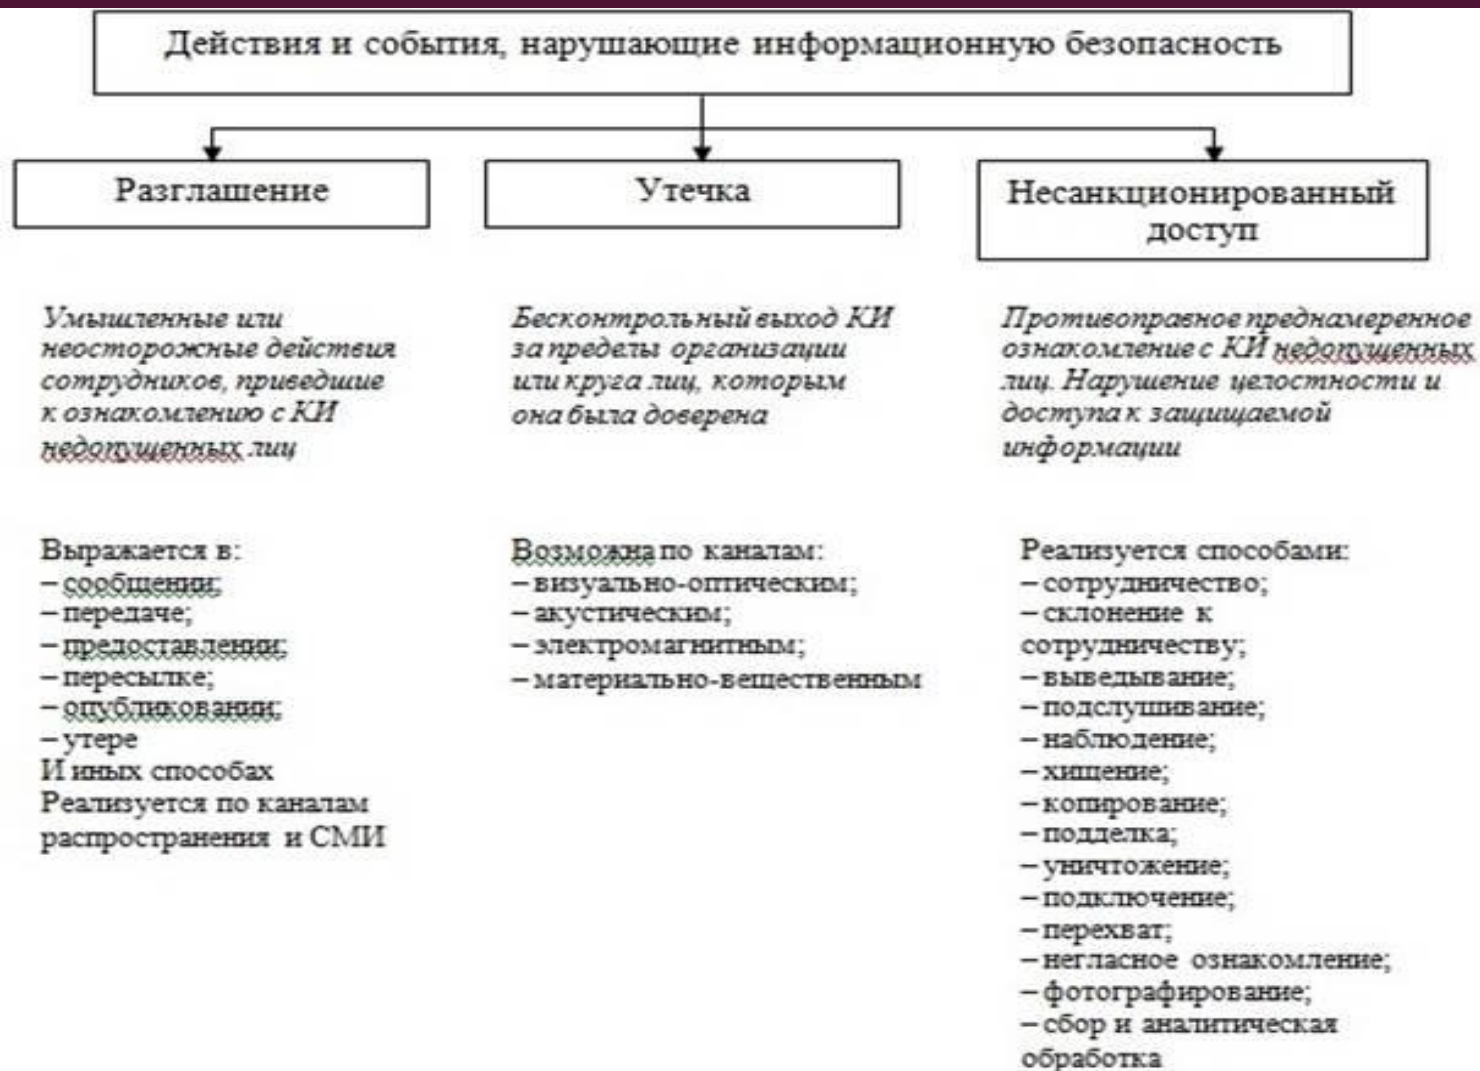 Действия и события, нарушающие информационную безопасность
Разглашение
Умышленные или
неосторожные действия
сотрудников, приведшие
к ознакомлению с КИ
недопущенных лиц
Выражается в:
– сообщении;
– передаче;
– предоставлении;
– пересылке;
– опубликовании;
– утере
И иных способах
Реализуется по каналам
распространения и СМИ
Утечка
Бесконтрольный выход КИ
за пределы организации
или круга лиц, которым
она была доверена
Возможна по каналам:
– визуально-оптическим;
– акустическим;
– электромагнитным;
– материально-вещественным
Несанкционированный
доступ
Противоправное преднамеренное
ознакомление с КИ недопущенных
лиц. Нарушение целостности и
доступа к защищаемой
информации
Реализуется способами:
– сотрудничество;
– склонение к
сотрудничеству;
– выведывание;
– подслушивание;
– наблюдение;
– хищение;
– копирование;
– подделка;
– уничтожение;
– подключение;
– перехват;
– негласное ознакомление;
– фотографирование;
– сбор и аналитическая
обработка